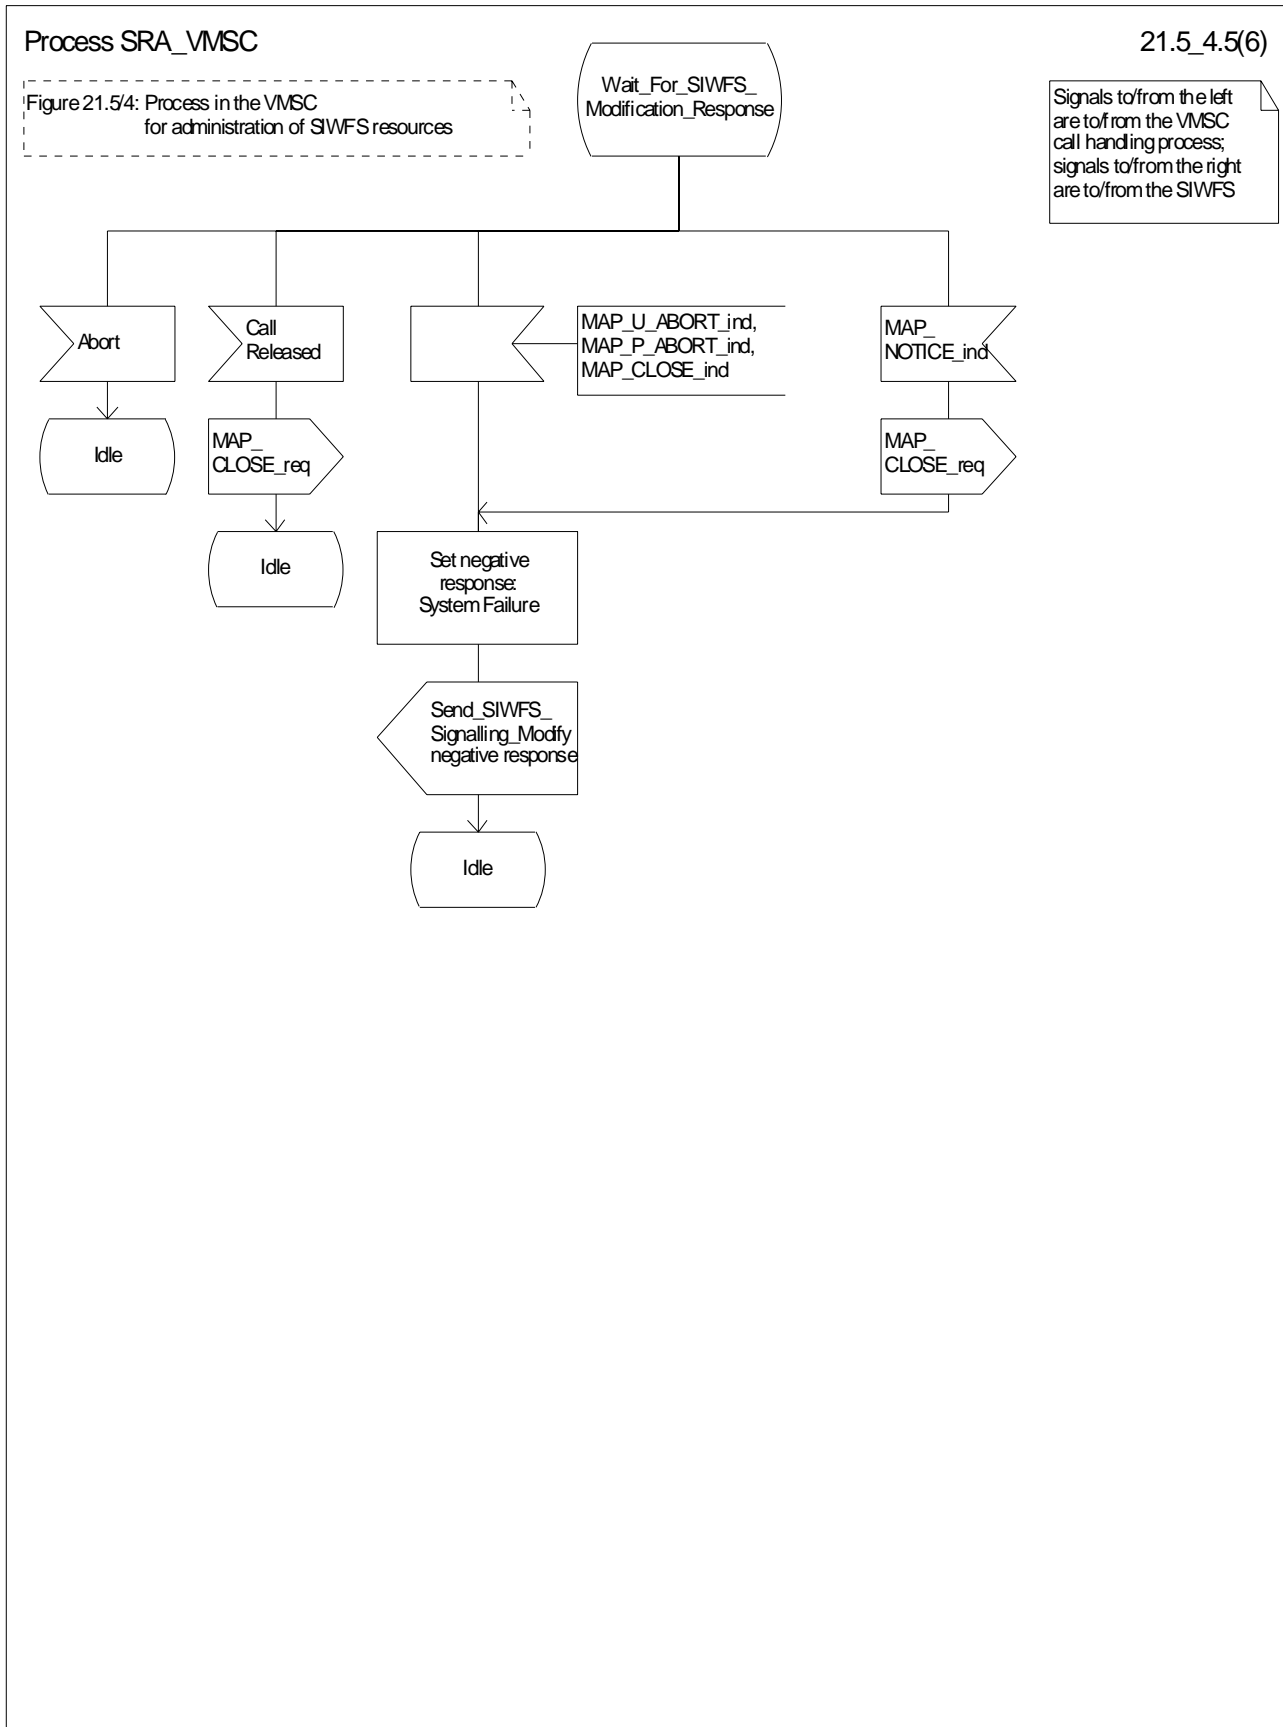 Process SRA_VMSC
21.5_4.5(6)
Figure 21.5/4: Process in the VMSC
for administration of SIWFS resources
Wait_For_SIWFS_
Modification_Response
Signals to/from the left
are to/from the VMSC
call handling process;
signals to/from the right
are to/from the SIWFS
Abort
Call
Released
MAP_U_ABORT_ind,
MAP_P_ABORT_ind,
MAP_CLOSE_ind
MAP_
NOTICE_ind
Idle
MAP_
CLOSE_req
MAP_
CLOSE_req
Idle
Set negative
response:
System Failure
Send_SIWFS_
Signalling_Modify
negative response
Idle